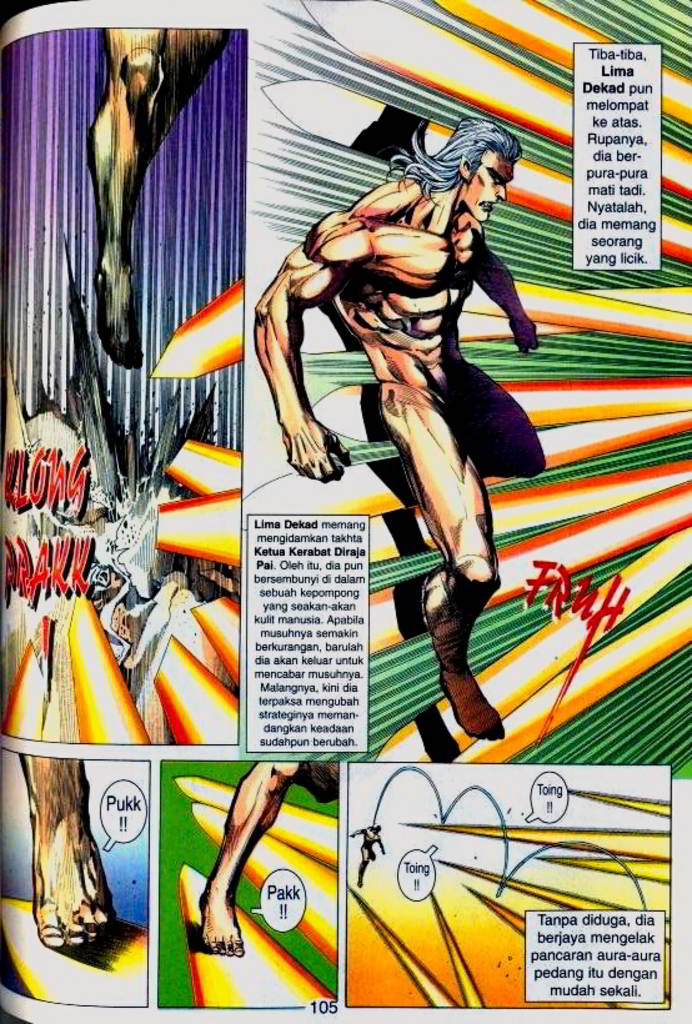 Tiba-tiba,
Lima
Dekad pun
melompat
ke atas.
Rupanya,
dia ber-
pura-pura
mati tadi.
Nyatalah,
dia memang
seorang
yang licik.
PRAKK
!
Lima Dekad memang
mengidamkan takhta
Ketua Kerabat Diraja
Pai. Oleh itu, dia pun
bersembunyi di dalam
sebuah kepompong
yang seakan-akan
kulit manusia. Apabila
musuhnya semakin
berkurangan, barulah
dia akan keluar untuk
mencabar musuhnya.
Malangnya, kini dia
terpaksa mengubah
strateginya meman-
dangkan keadaan
sudahpun berubah.
FRUH
Pukk
!!
Pakk
!!
Toing
!!
Toing
!!
Tanpa diduga, dia
berjaya mengelak
pancaran aura-aura
pedang itu dengan
mudah sekali.
105